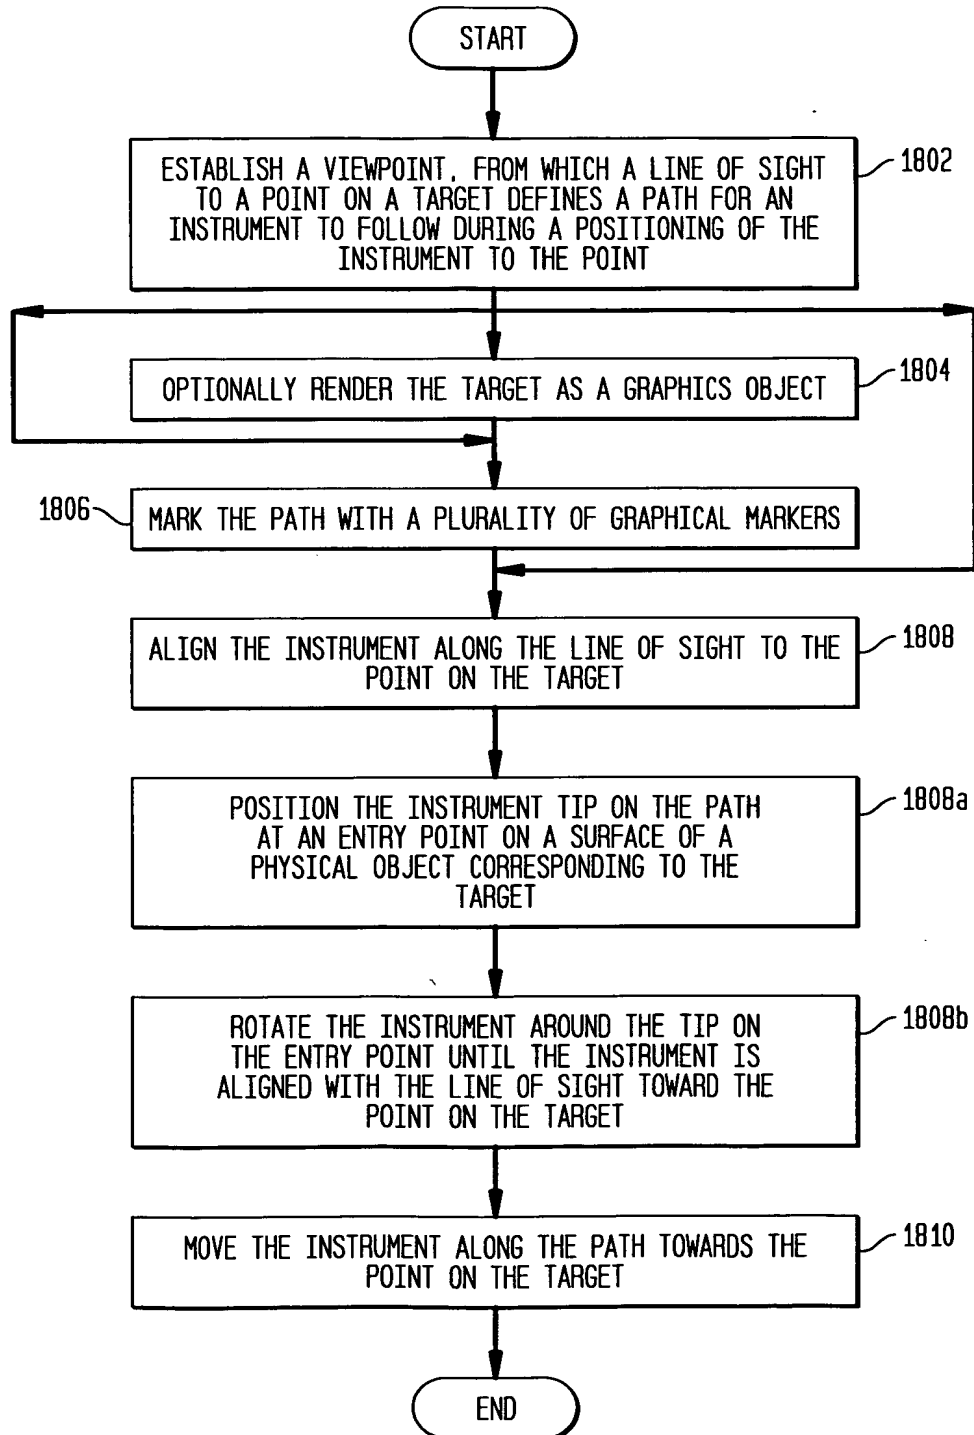 START
ESTABLISH A VIEWPOINT, FROM WHICH A LINE OF SIGHT
TO A POINT ON A TARGET DEFINES A PATH FOR AN
INSTRUMENT TO FOLLOW DURING A POSITIONING OF THE
INSTRUMENT TO THE POINT
1802
OPTIONALLY RENDER THE TARGET AS A GRAPHICS OBJECT
1804
1806
MARK THE PATH WITH A PLURALITY OF GRAPHICAL MARKERS
ALIGN THE INSTRUMENT ALONG THE LINE OF SIGHT TO THE
POINT ON THE TARGET
1808
POSITION THE INSTRUMENT TIP ON THE PATH
AT AN ENTRY POINT ON A SURFACE OF A
PHYSICAL OBJECT CORRESPONDING TO THE
TARGET
1808a
ROTATE THE INSTRUMENT AROUND THE TIP ON
THE ENTRY POINT UNTIL THE INSTRUMENT IS
ALIGNED WITH THE LINE OF SIGHT TOWARD THE
POINT ON THE TARGET
1808b
MOVE THE INSTRUMENT ALONG THE PATH TOWARDS THE
POINT ON THE TARGET
1810
END